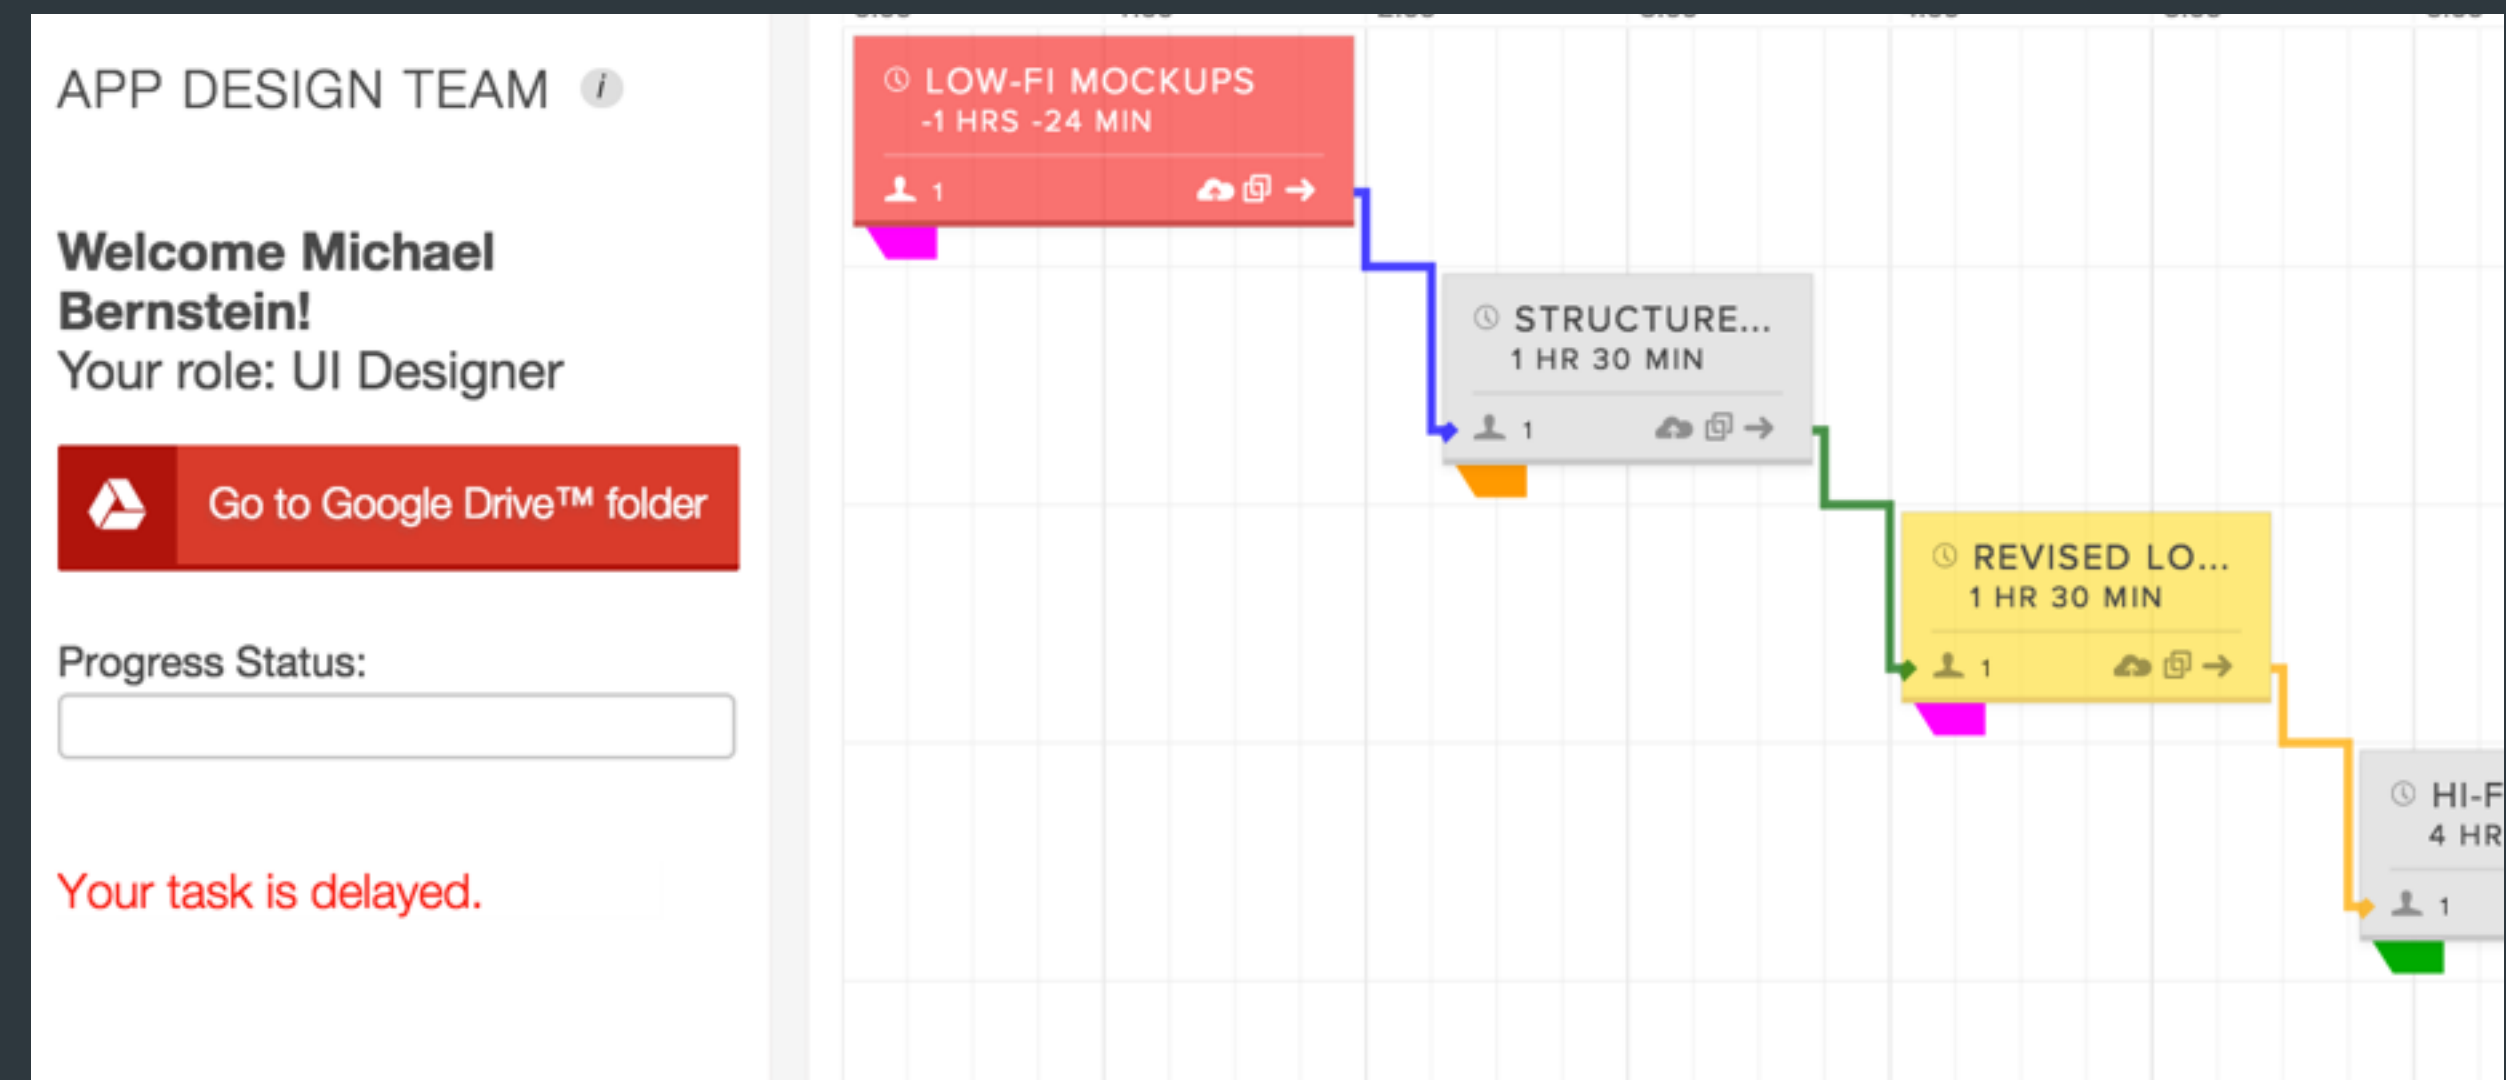 APP DESIGN TEAM i
Welcome Michael
Bernstein!
Your role: UI Designer
Go to Google Drive™ folder
Progress Status:
Your task is delayed.
LOW-FI MOCKUPS
-1 HRS -24 MIN
1
STRUCTURE...
1 HR 30 MIN
1
REVISED LO...
1 HR 30 MIN
1
HI-F
4 HR
1